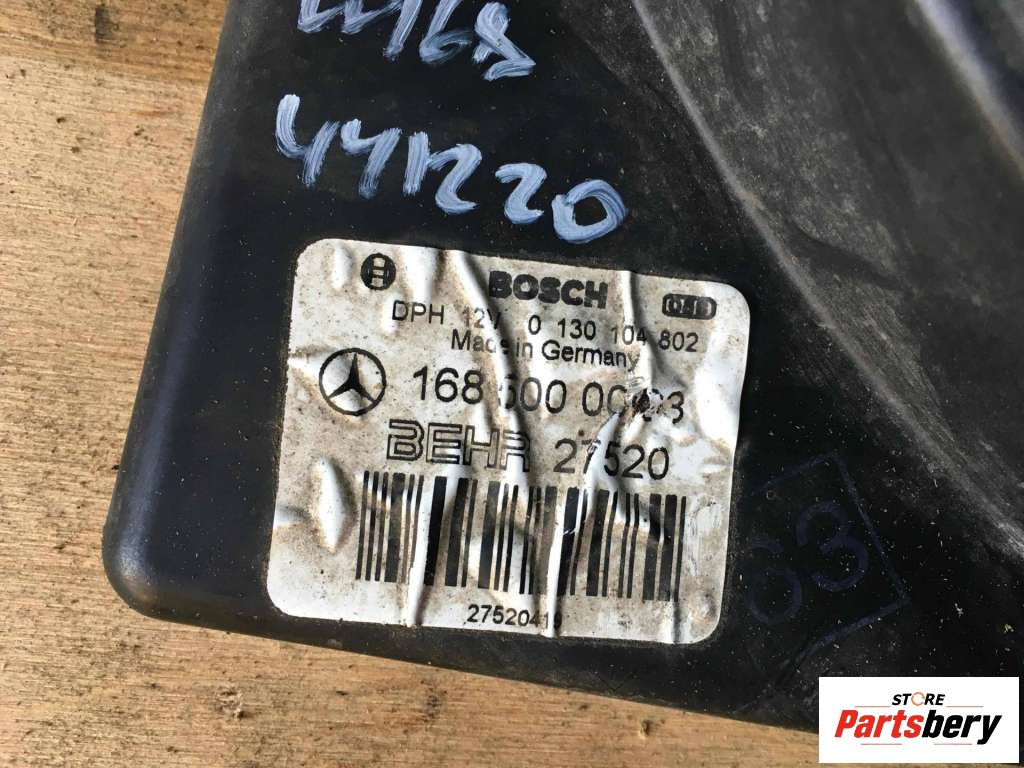 W168
441220
BOSCH
DPH 12V 0 130 104 802
Made in Germany
168 500 00
BEHR 27520
27520419
63
STORE
Partsbery